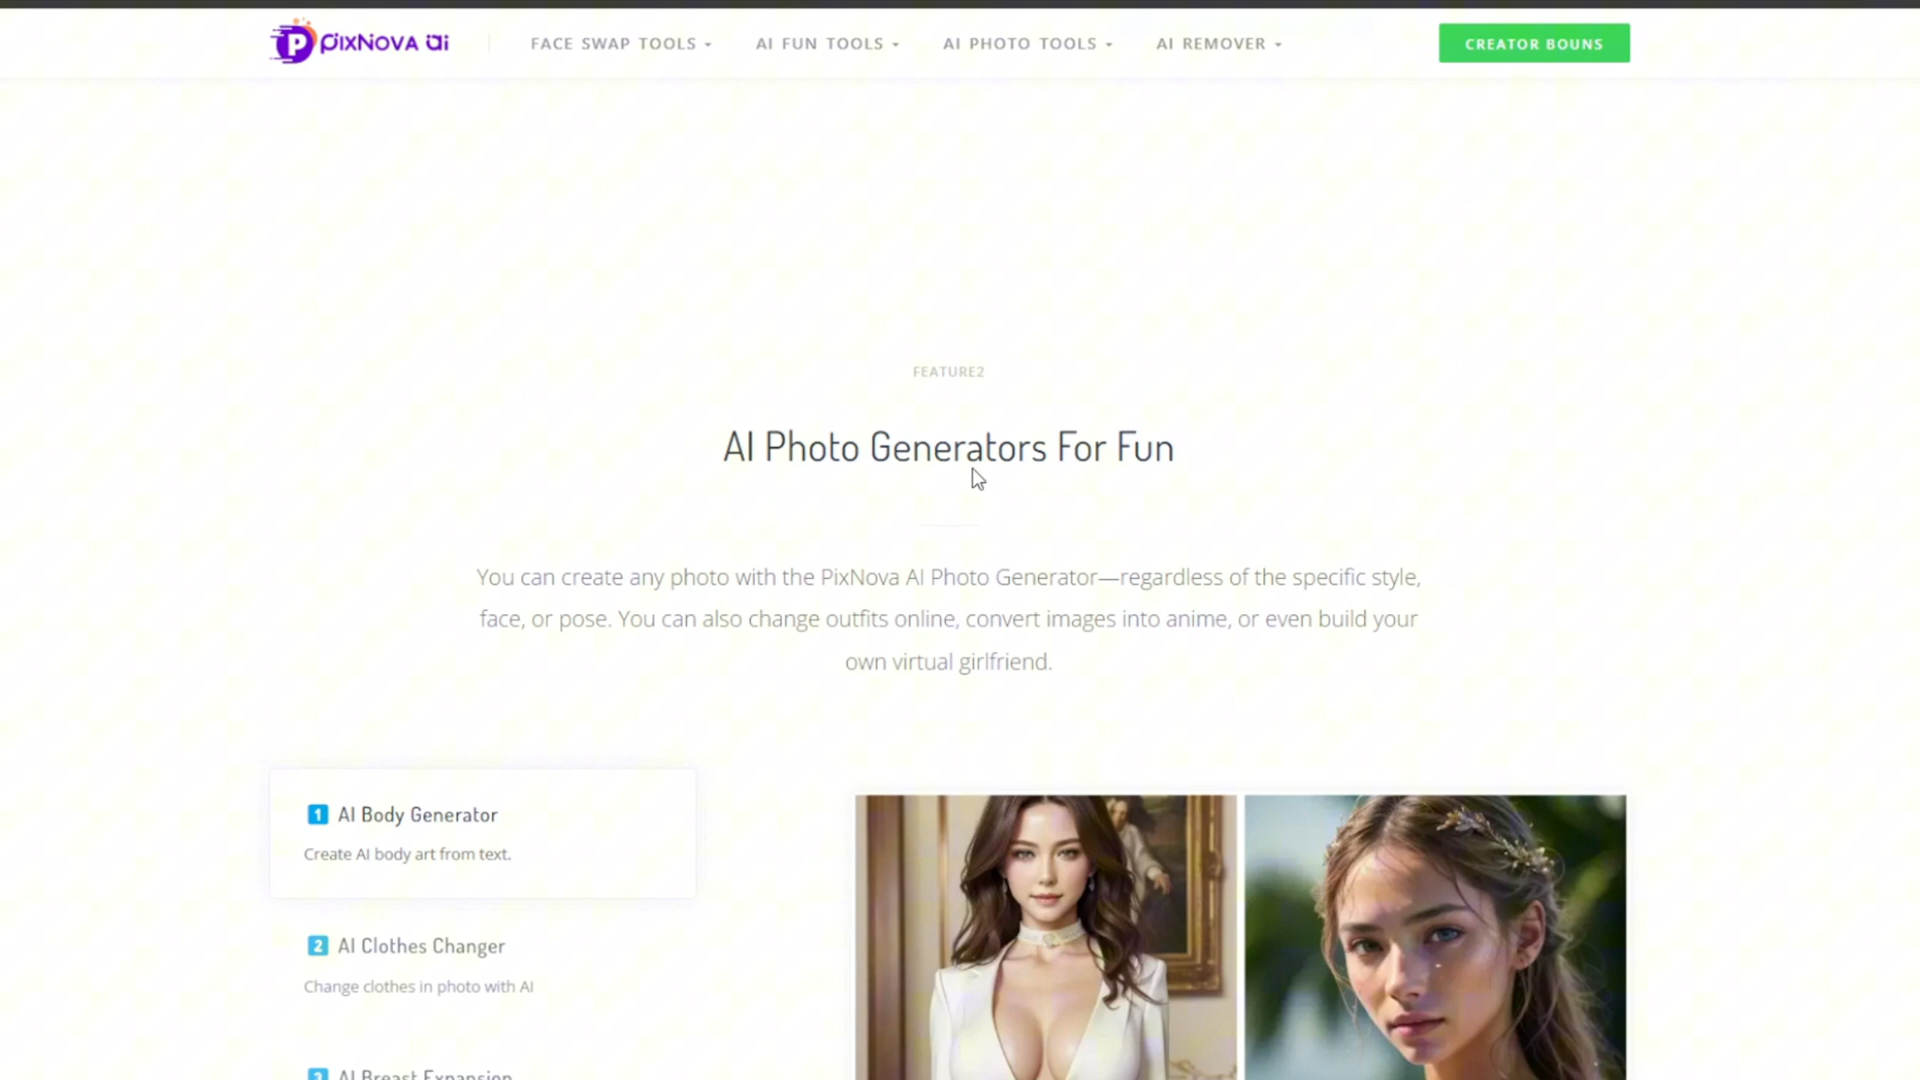 PixNova ai
FACE SWAP TOOLS
AI FUN TOOLS
AI PHOTO TOOLS
AI REMOVER
CREATOR BOUNS
FEATURE2
AI Photo Generators For Fun
You can create any photo with the PixNova AI Photo Generator—regardless of the specific style,
face, or pose. You can also change outfits online, convert images into anime, or even build your
own virtual girlfriend.
1 AI Body Generator
Create AI body art from text.
2 AI Clothes Changer
Change clothes in photo with AI
3 AI Breast Expansion